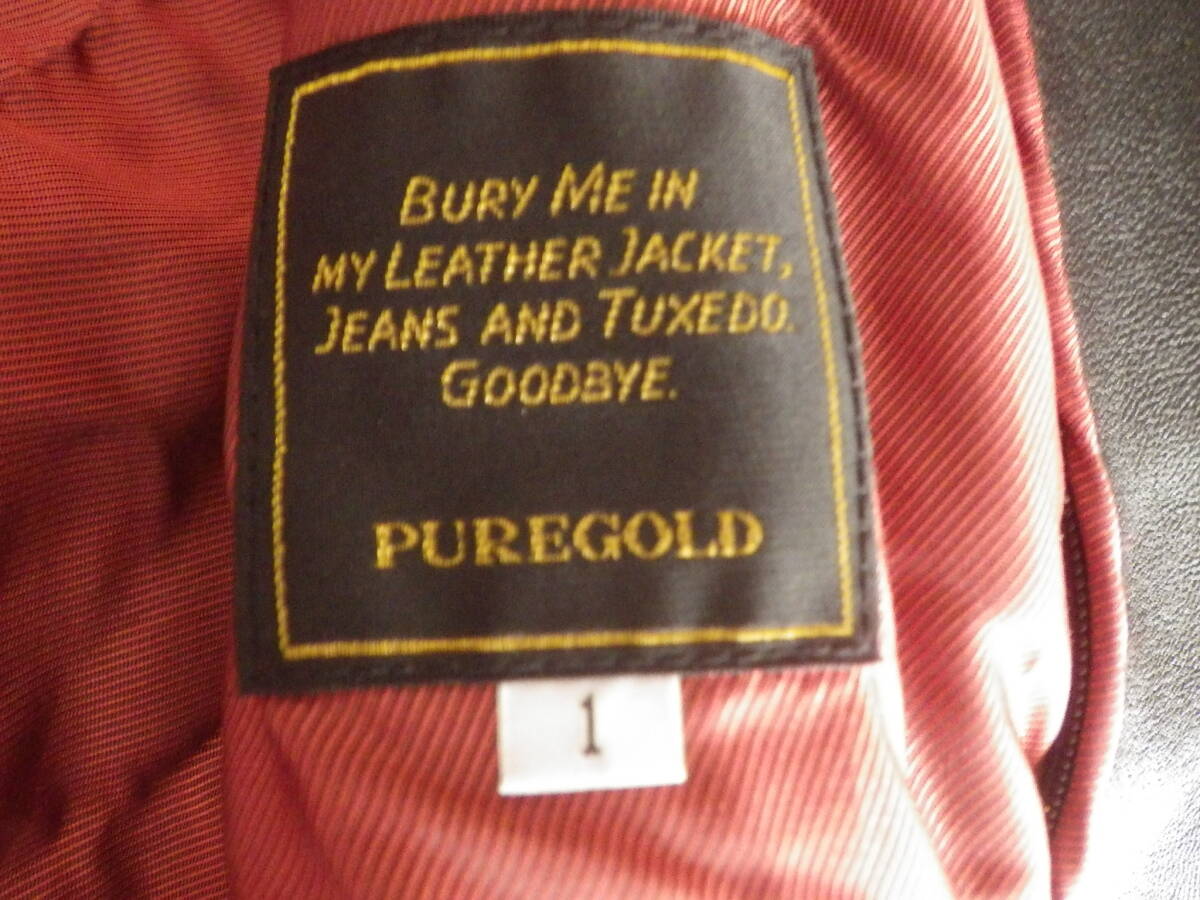 BURY ME IN
MY LEATHER JACKET,
JEANS AND TUXEDO.
GOODBYE.
PUREGOLD
1